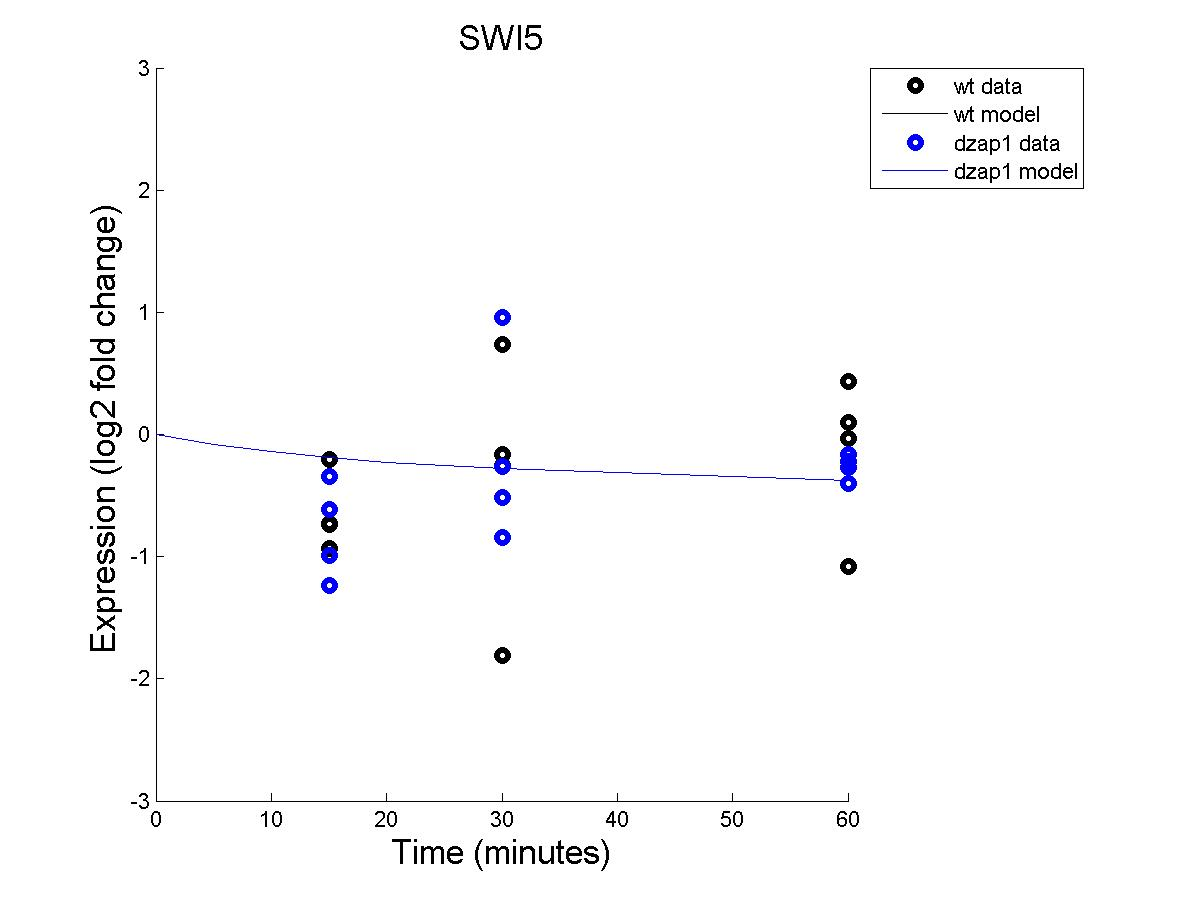 SWI5
3
2
1
0
-1
-2
-3
0 10 20 30 40 50 60
Time (minutes)
Expression (log2 fold change)
wt data
wt model
dzap1 data
dzap1 model